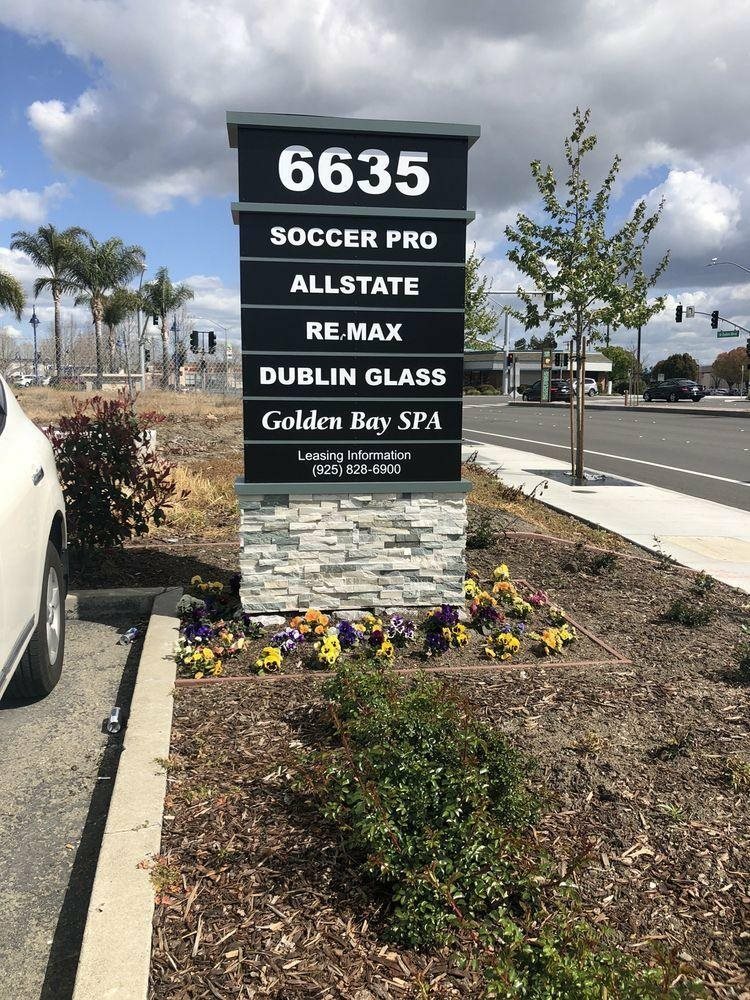 6635
SOCCER PRO
ALLSTATE
RE/MAX
DUBLIN GLASS
Golden Bay SPA
Leasing Information
(925) 828-6900